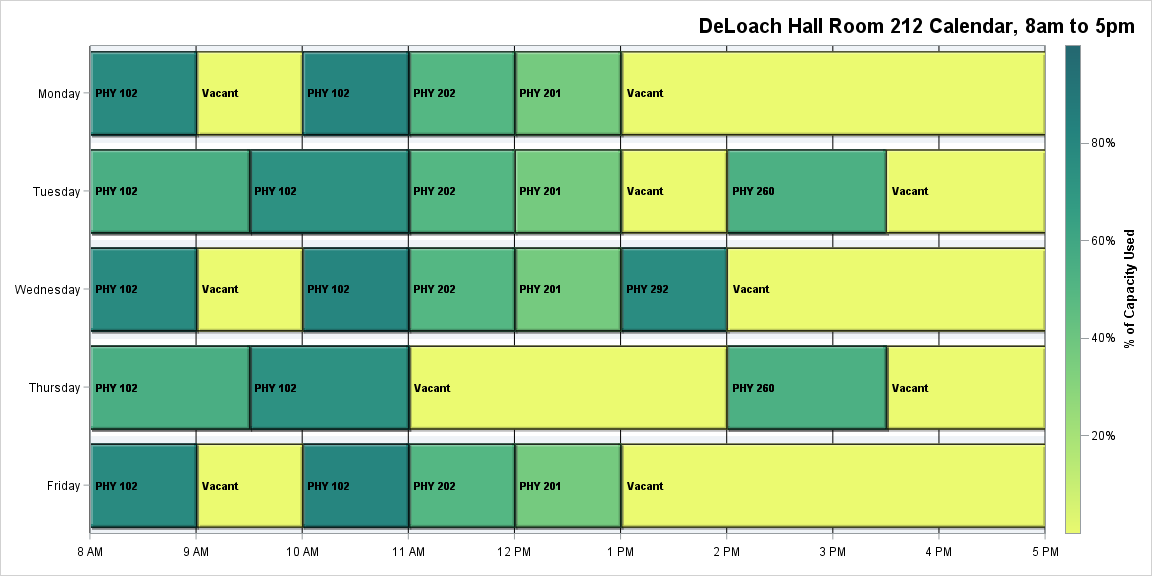 DeLoach Hall Room 212 Calendar, 8am to 5pm
Monday PHY 102 Vacant PHY 102 PHY 202 PHY 201 Vacant
Tuesday PHY 102 PHY 102 PHY 202 PHY 201 Vacant PHY 260 Vacant
Wednesday PHY 102 Vacant PHY 102 PHY 202 PHY 201 PHY 292 Vacant
Thursday PHY 102 PHY 102 Vacant PHY 260 Vacant
Friday PHY 102 Vacant PHY 102 PHY 202 PHY 201 Vacant
8 AM 9 AM 10 AM 11 AM 12 PM 1 PM 2 PM 3 PM 4 PM 5 PM
80%
60%
40%
20%
% of Capacity Used